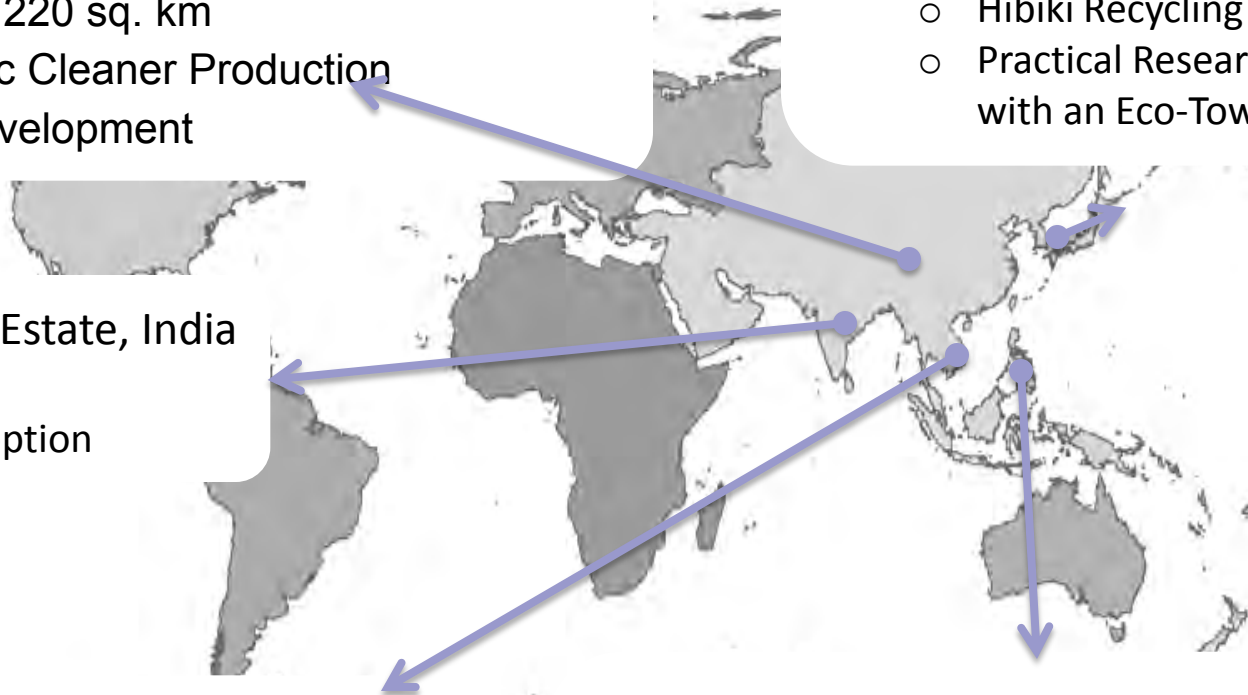 220 sq. km
c Cleaner Production
velopment
o Hibiki Recycling
o Practical Resear
with an Eco-Tow
Estate, India
ption